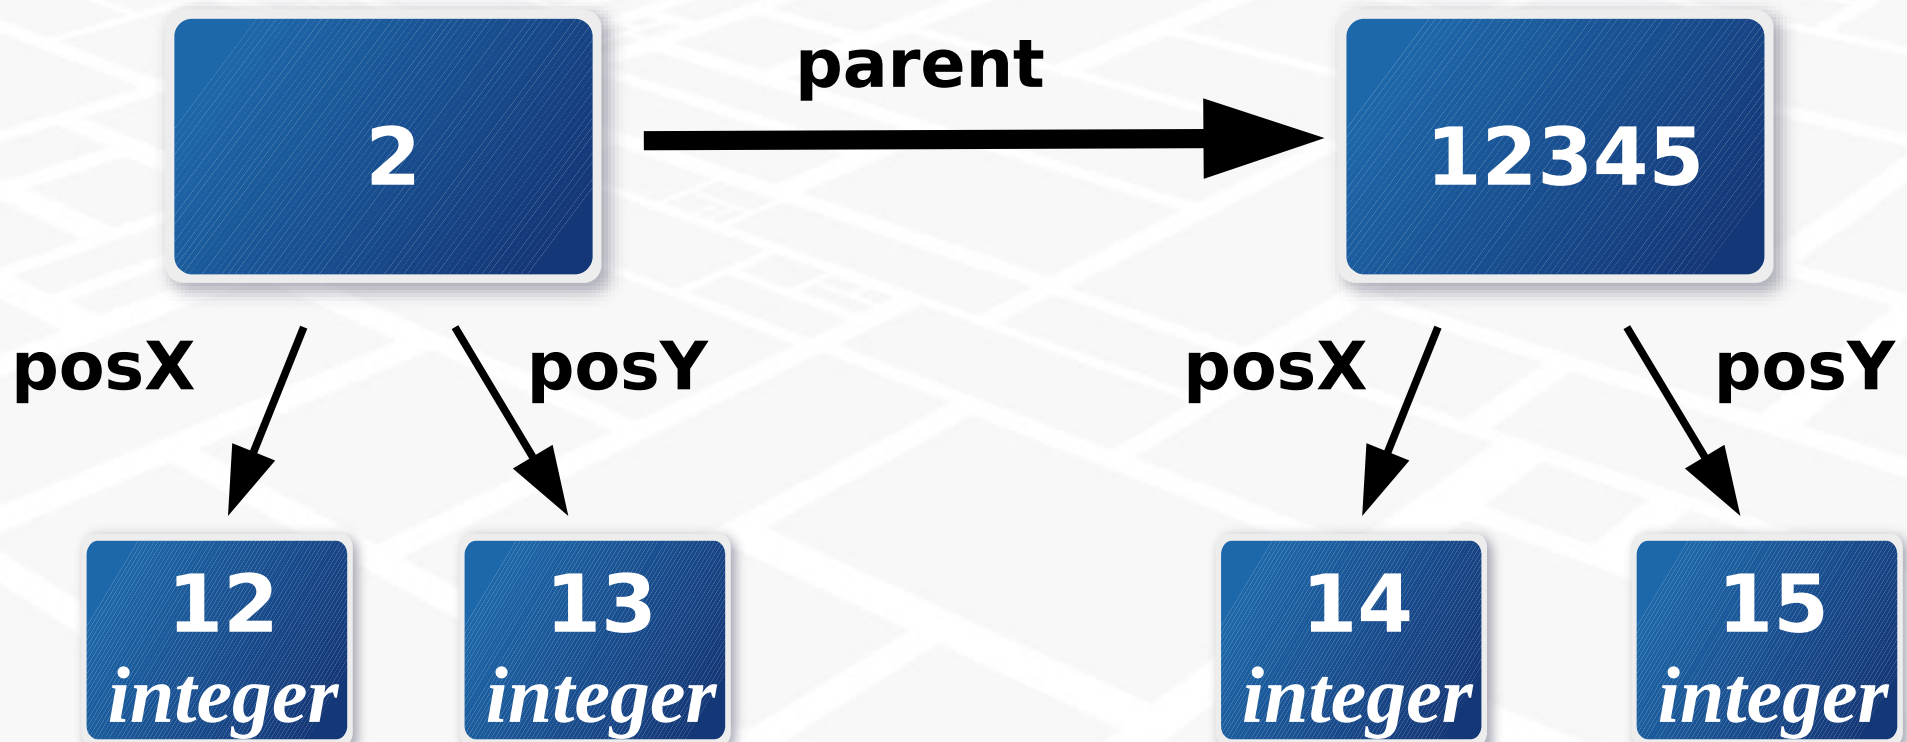 parent
2
12345
posX
posY
posX
posY
12
integer
13
integer
14
integer
15
integer